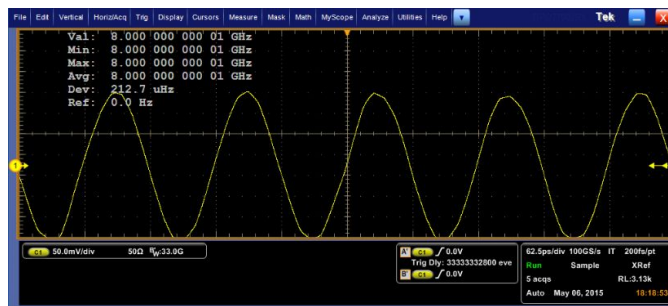 File Edit Vertical Horiz/Acq Trig Display Cursors Measure Mask Math MyScope Analyze Utilities Help Tek X
Val: 8.000 000 000 01 GHz
Min: 8.000 000 000 01 GHz
Max: 8.000 000 000 01 GHz
Avg: 8.000 000 000 01 GHz
Dev: 212.7 uHz
Ref: 0.0 Hz
1
C1 50.0mV/div 50Ω BW:33.0G
A' C1 0.0V
Trig Dly: 33333332800 eve
B' C1 0.0V
62.5ps/div 100GS/s IT 200fs/pt
Run Sample XRef
5 acqs RL:3.13k
Auto May 06, 2015 18:18:53